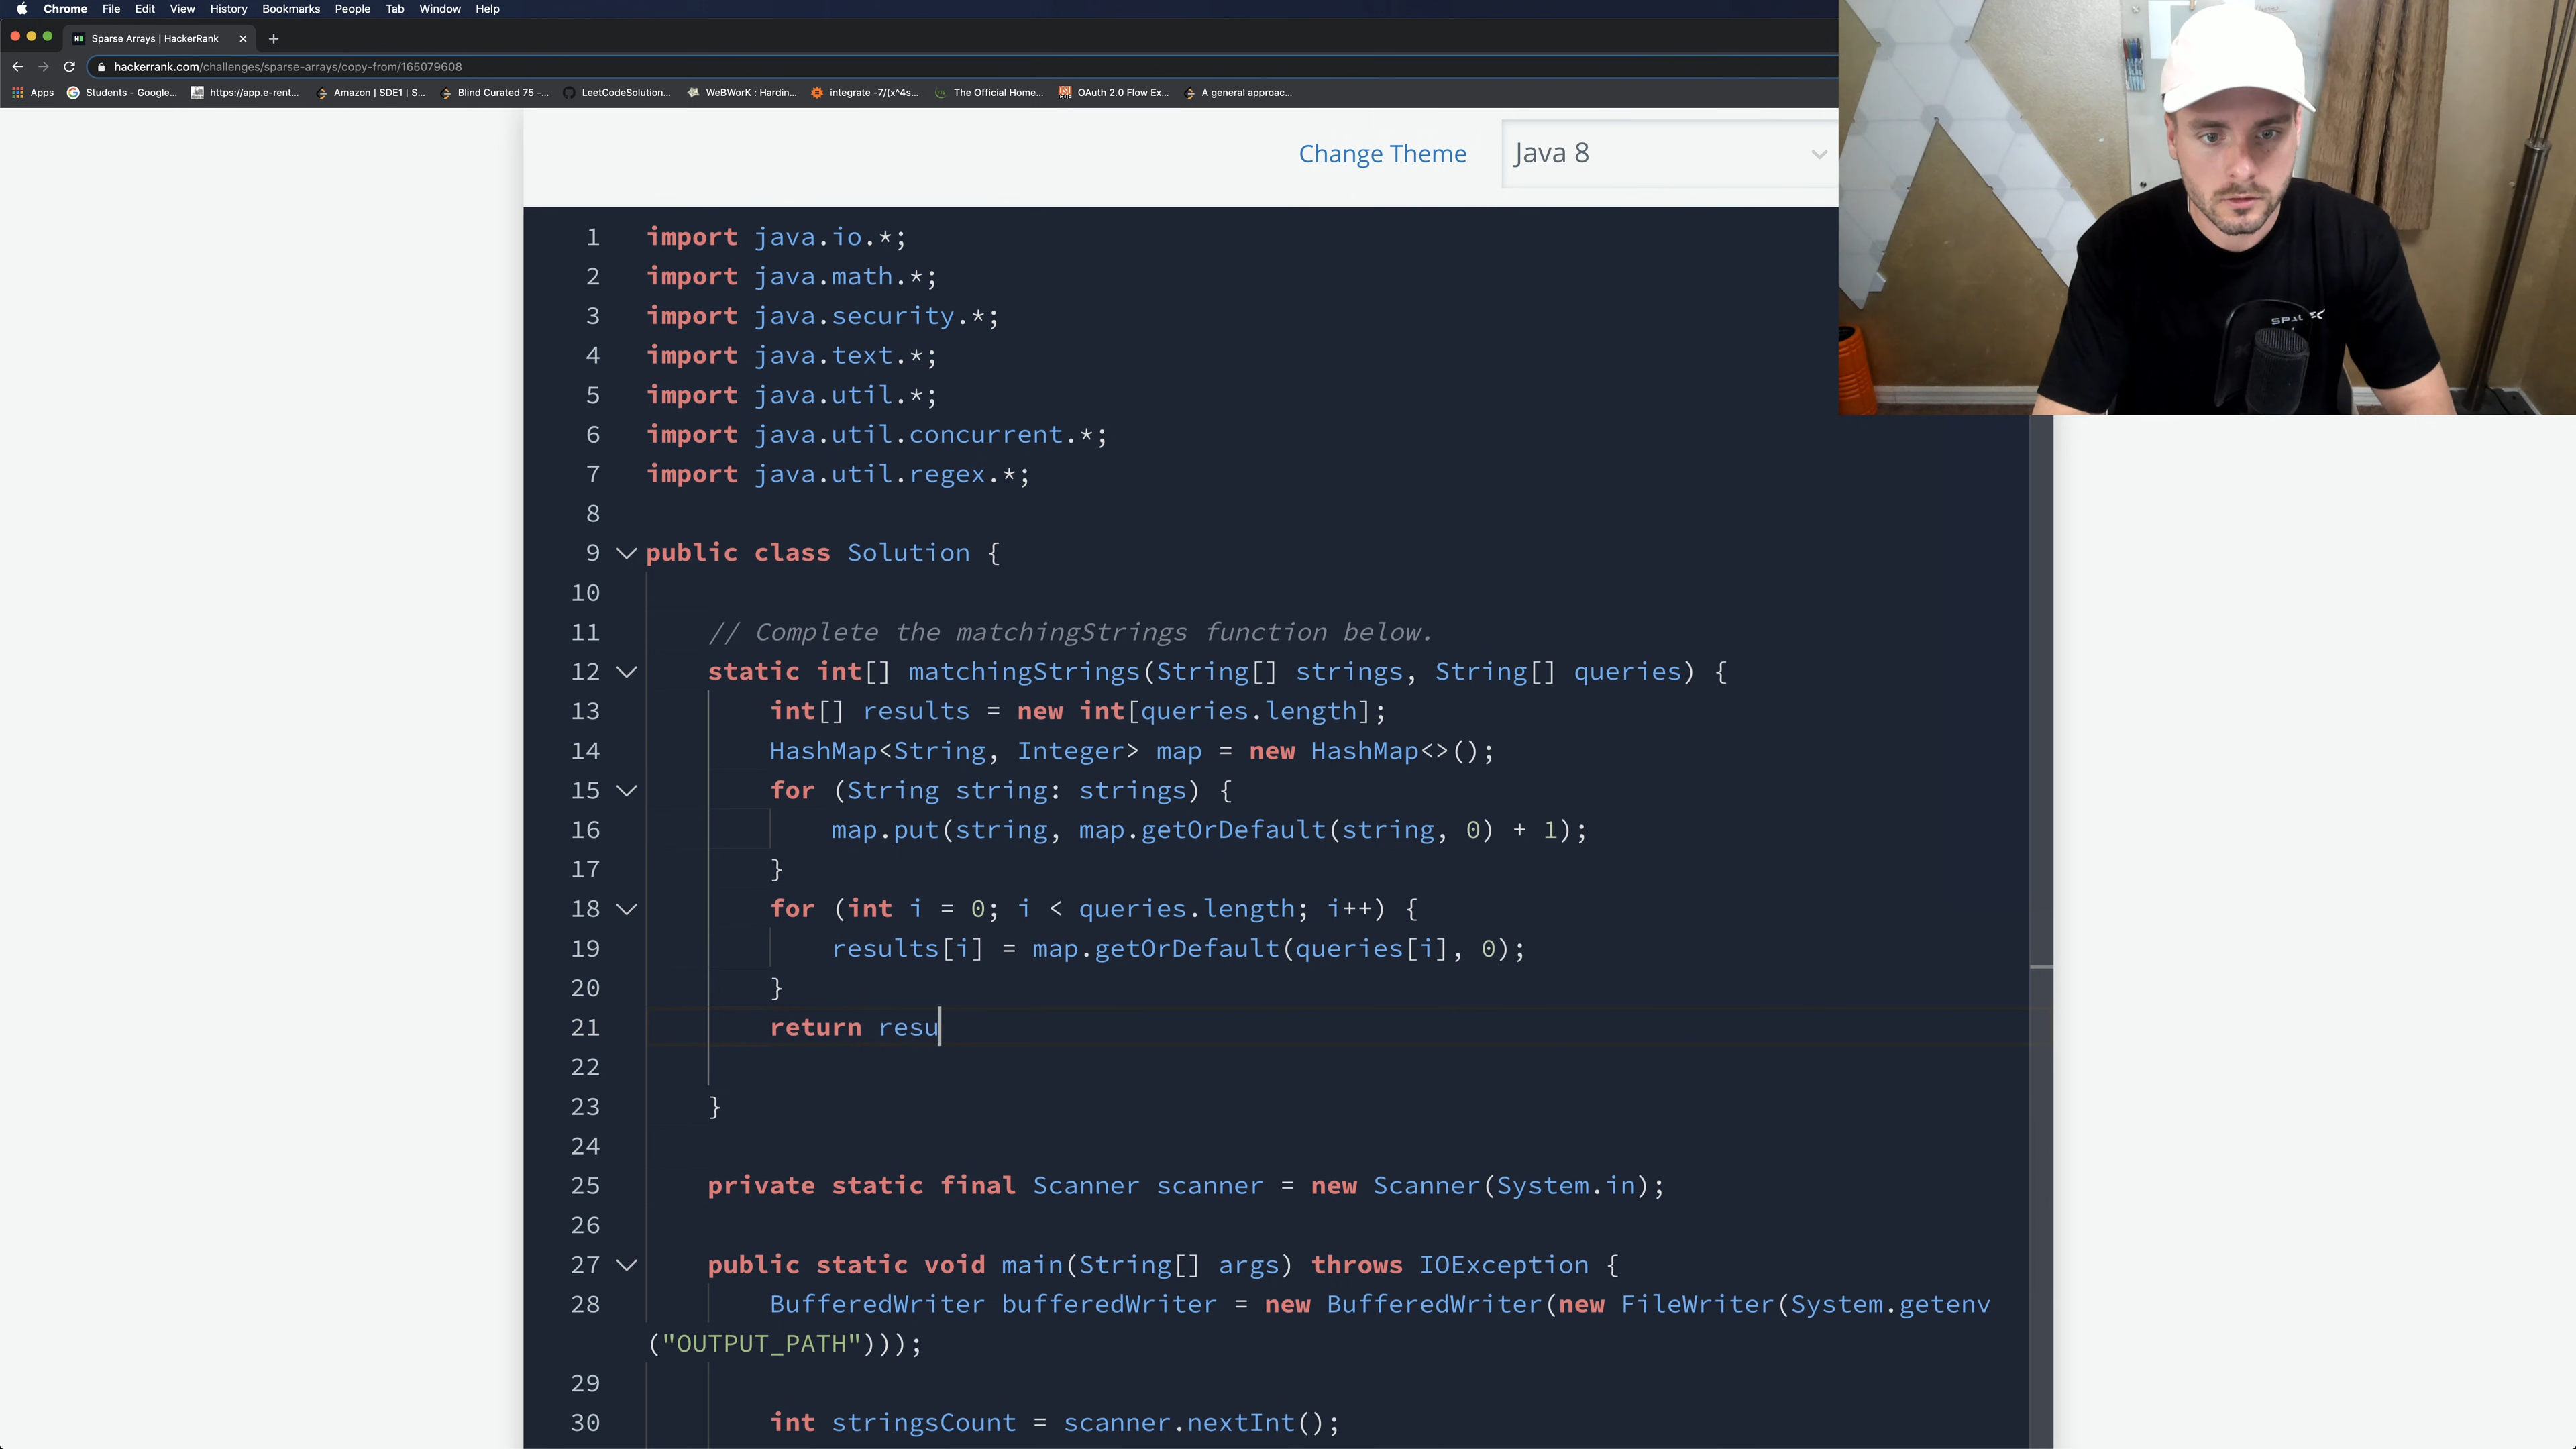 Chrome File Edit View History Bookmarks People Tab Window Help
Sparse Arrays | HackerRank
hackerrank.com/challenges/sparse-arrays/copy-from/165079608
Apps Students - Google... https://app.e-rent... Amazon | SDE1 | S... Blind Curated 75 -... LeetCodeSolution... WeBWorK : Hardin... integrate -7/(x^4s... The Official Home... OAuth 2.0 Flow Ex... A general approac...
Change Theme Java 8
1 import java.io.*;
2 import java.math.*;
3 import java.security.*;
4 import java.text.*;
5 import java.util.*;
6 import java.util.concurrent.*;
7 import java.util.regex.*;
8
9 public class Solution {
10
11 // Complete the matchingStrings function below.
12 static int[] matchingStrings(String[] strings, String[] queries) {
13 int[] results = new int[queries.length];
14 HashMap<String, Integer> map = new HashMap<>();
15 for (String string: strings) {
16 map.put(string, map.getOrDefault(string, 0) + 1);
17 }
18 for (int i = 0; i < queries.length; i++) {
19 results[i] = map.getOrDefault(queries[i], 0);
20 }
21 return resu
22
23 }
24
25 private static final Scanner scanner = new Scanner(System.in);
26
27 public static void main(String[] args) throws IOException {
28 BufferedWriter bufferedWriter = new BufferedWriter(new FileWriter(System.getenv
("OUTPUT_PATH")));
29
30 int stringsCount = scanner.nextInt();